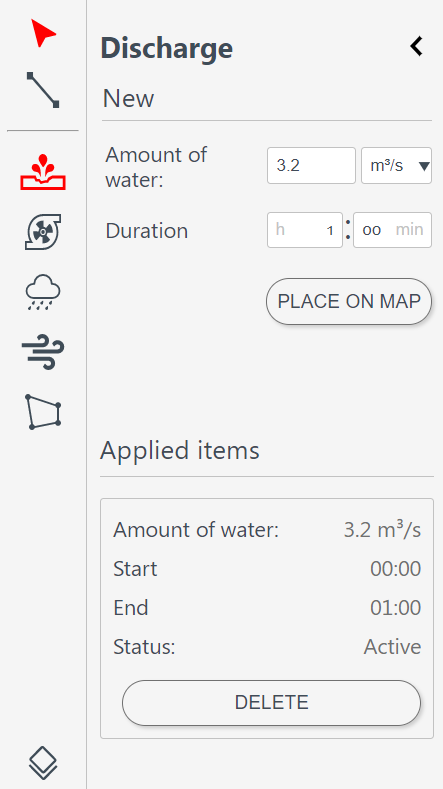 Discharge
New
Amount of
water:
3.2
m³/s
Duration
h 1 : oo min
PLACE ON MAP
Applied items
Amount of water: 3.2 m³/s
Start 00:00
End 01:00
Status: Active
DELETE